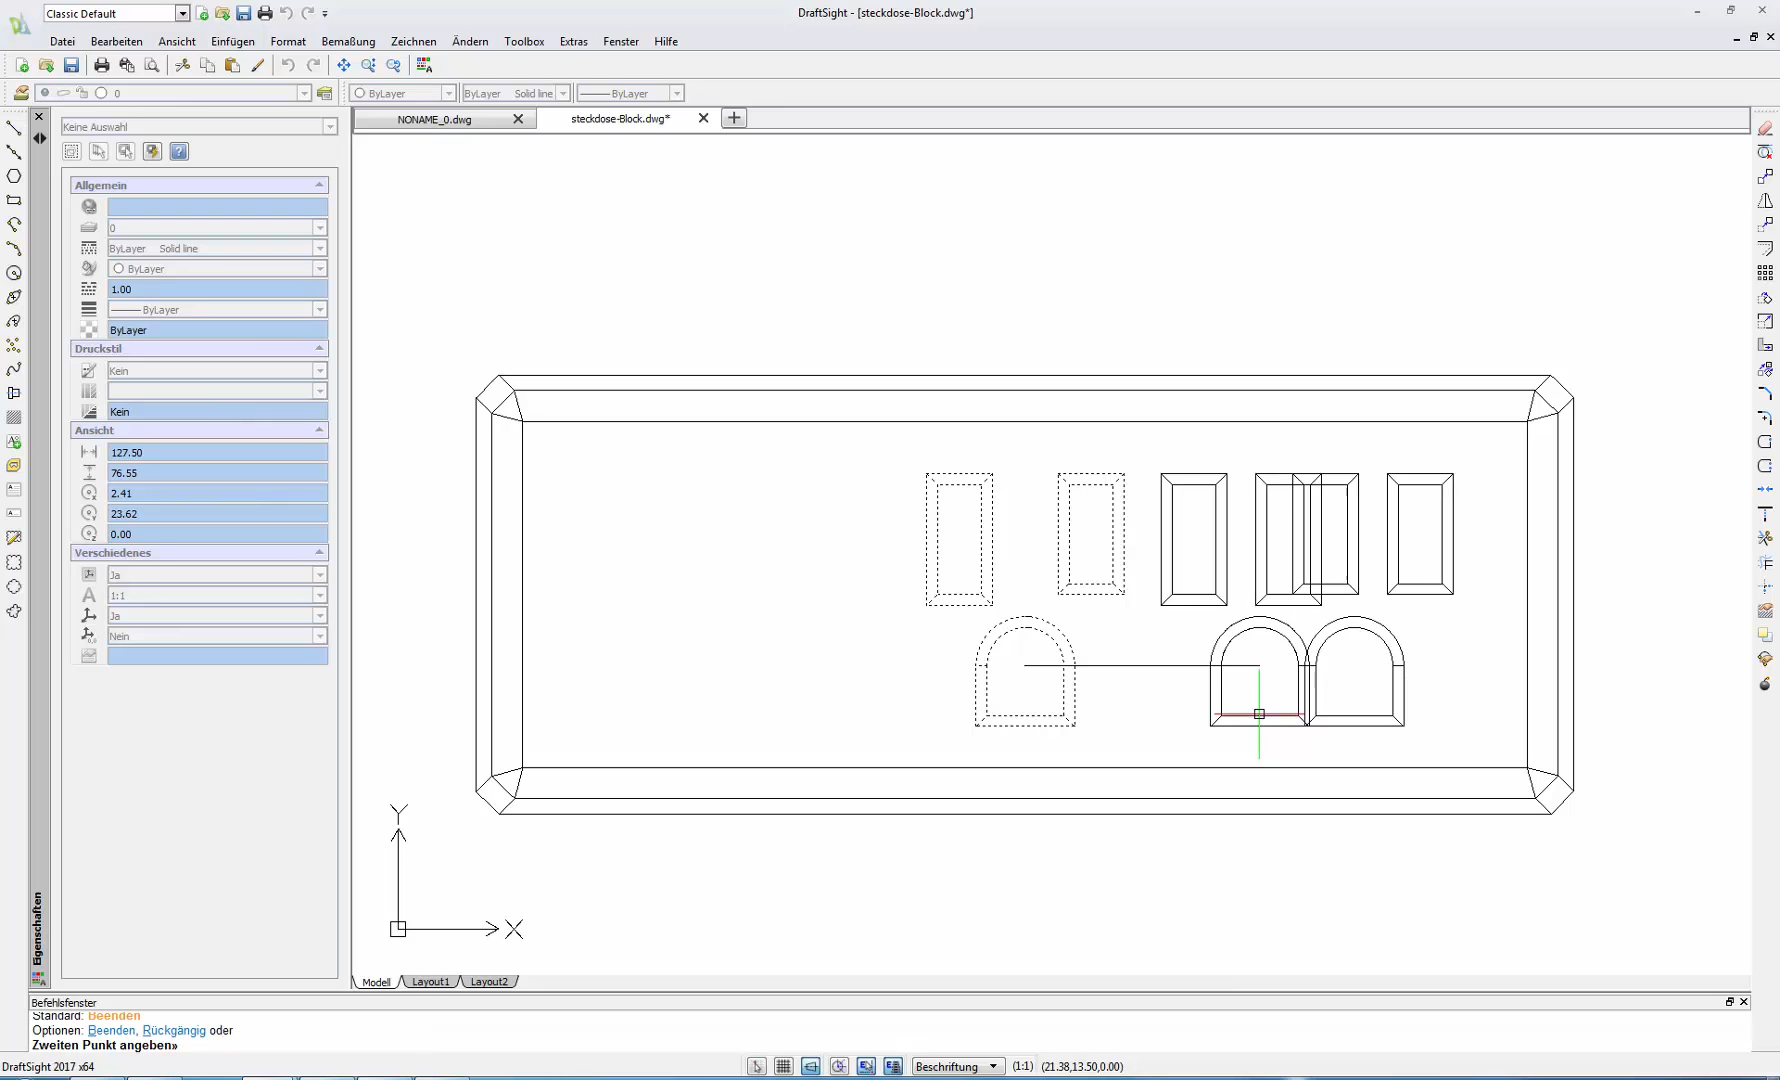 Classic Default
DraftSight - [steckdose-Block.dwg*]
Datei Bearbeiten Ansicht Einfügen Format Bemaßung Zeichnen Ändern Toolbox Extras Fenster Hilfe
0 ByLayer ByLayer Solid line ByLayer
NONAME_0.dwg steckdose-Block.dwg*
Keine Auswahl
Allgemein
0
ByLayer Solid line
ByLayer
1.00
ByLayer
ByLayer
Druckstil
Kein
Kein
Ansicht
127.50
76.55
2.41
23.62
0.00
Verschiedenes
Ja
1:1
Ja
Nein
Eigenschaften
Y
X
Modell Layout1 Layout2
Befehlsfenster
Standard: Beenden
Optionen: Beenden, Rückgängig oder
Zweiten Punkt angeben»
DraftSight 2017 x64 Beschriftung (1:1) (21.38,13.50,0.00)